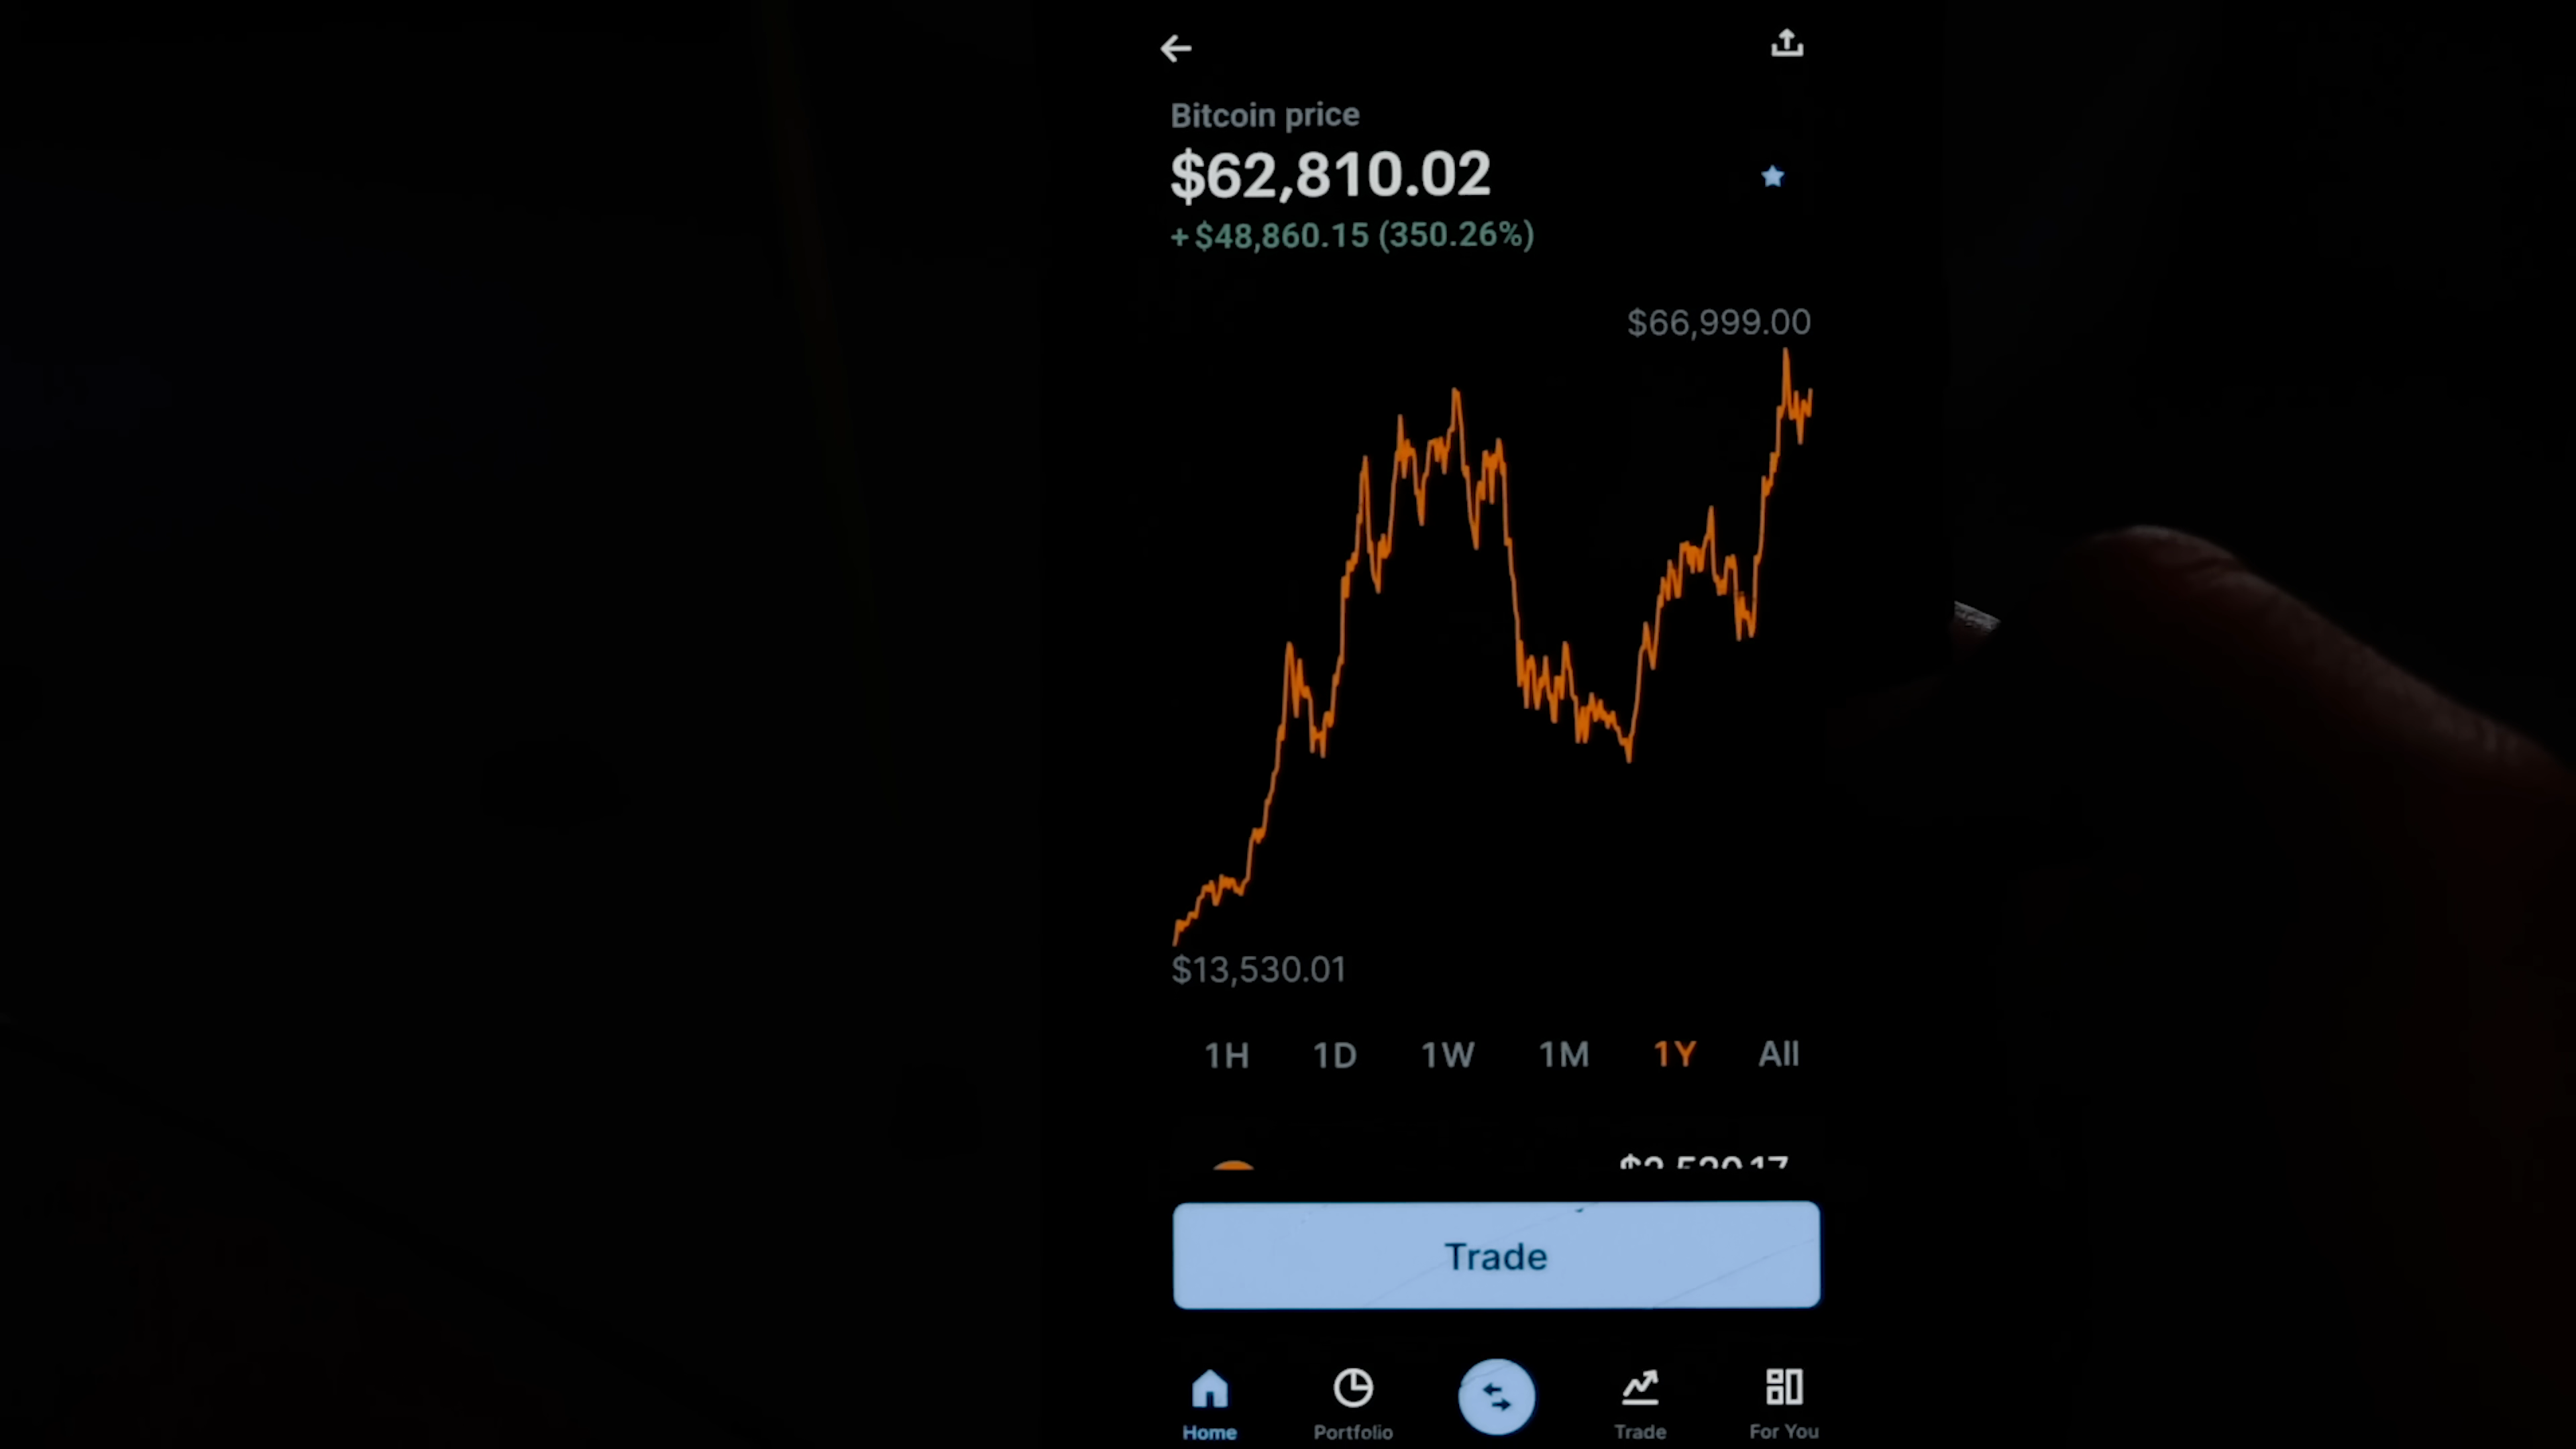 Bitcoin price
$62,810.02
+$48,860.15 (350.26%)
$66,999.00
$13,530.01
1H 1D 1W 1M 1Y All
Trade
Home Portfolio Trade For You